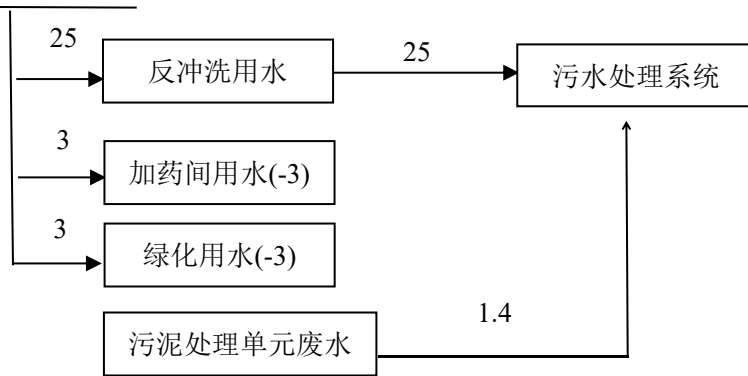 25
反冲洗用水
25
污水处理系统
3
加药间用水(-3)
3
绿化用水(-3)
1.4
污泥处理单元废水